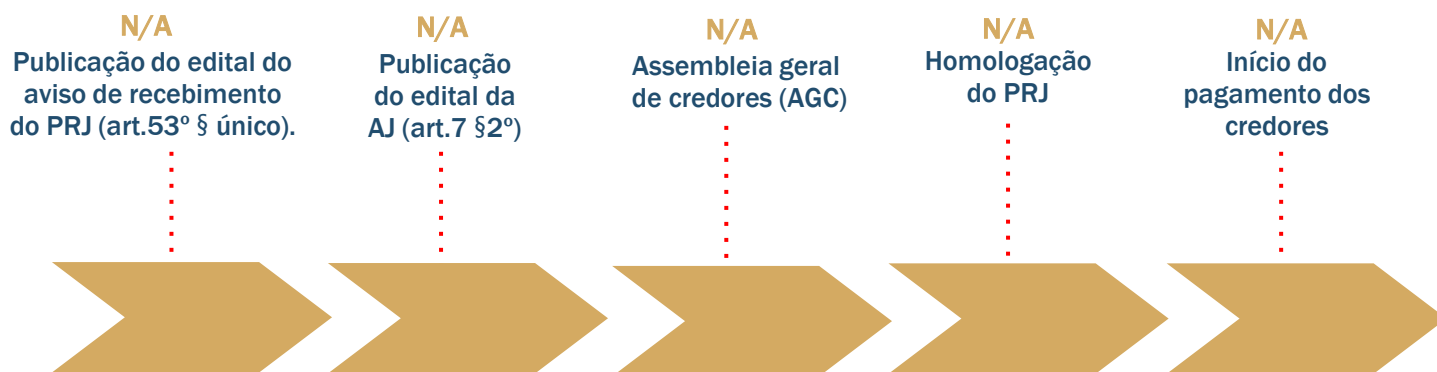 N/A
Publicação do edital do
aviso de recebimento
do PRJ (art.53º § único).
N/A
Publicação
do edital da
AJ (art.7 §2º)
N/A
Assembleia geral
de credores (AGC)
N/A
Homologação
do PRJ
N/A
Início do
pagamento dos
credores